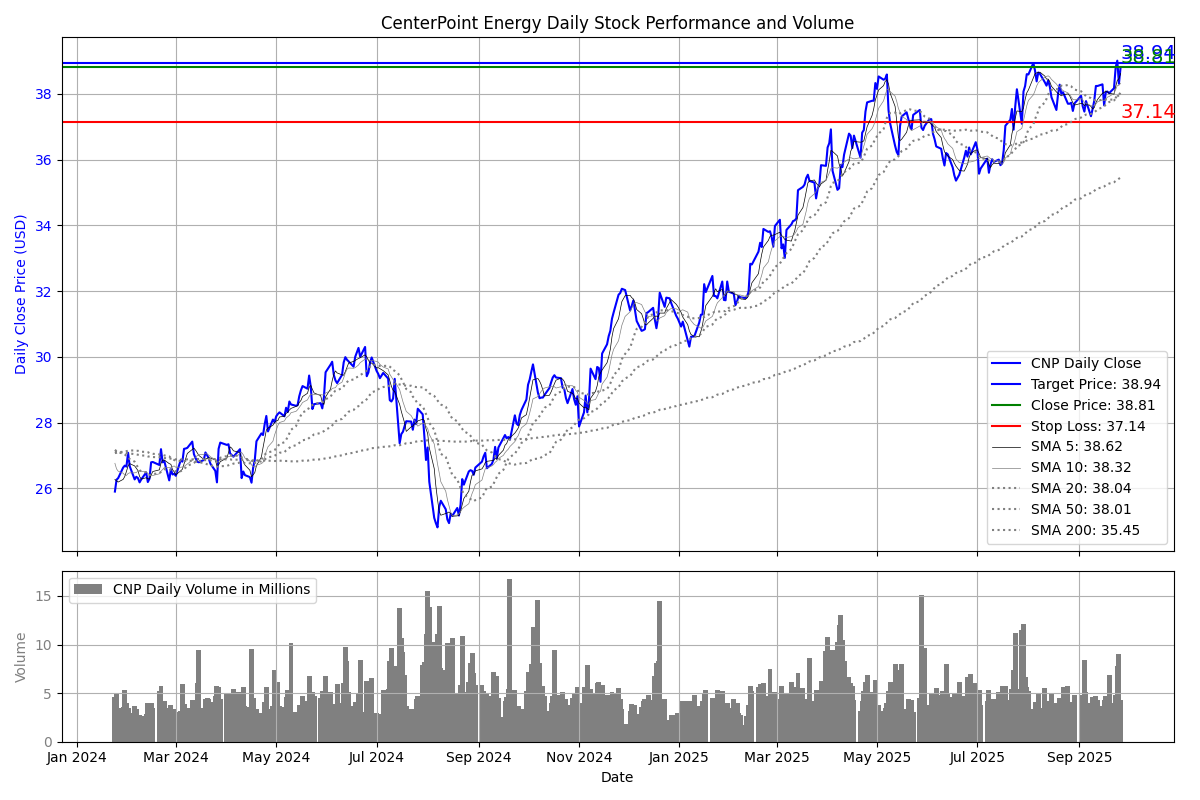 CenterPoint Energy Daily Stock Performance and Volume
38.94
38.81
37.14
38
36
34
32
30
28
26
Daily Close Price (USD)
CNP Daily Close
Target Price: 38.94
Close Price: 38.81
Stop Loss: 37.14
SMA 5: 38.62
SMA 10: 38.32
SMA 20: 38.04
SMA 50: 38.01
SMA 200: 35.45
CNP Daily Volume in Millions
15
10
5
0
Volume
Jan 2024
Mar 2024
May 2024
Jul 2024
Sep 2024
Nov 2024
Jan 2025
Mar 2025
May 2025
Jul 2025
Sep 2025
Date